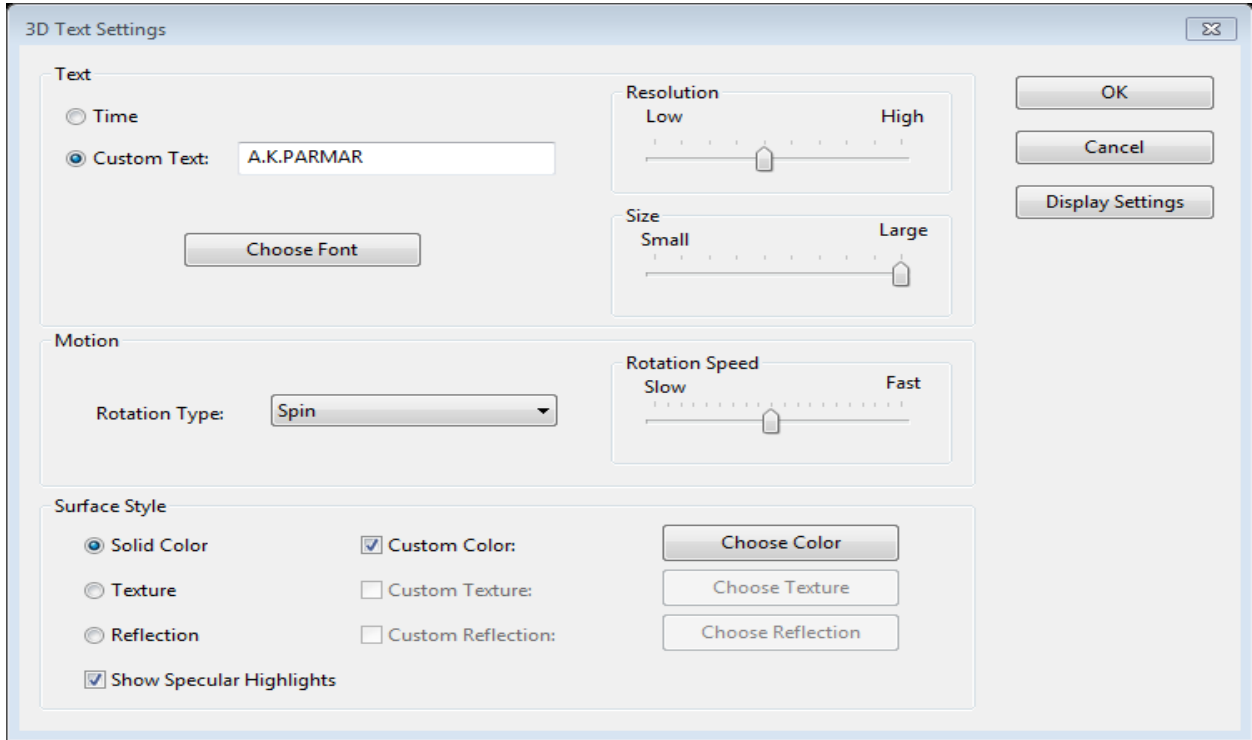 3D Text Settings
Text
Time
Custom Text: A.K.PARMAR
Choose Font
Resolution
Low High
Size
Small Large
OK
Cancel
Display Settings
Motion
Rotation Type: Spin
Rotation Speed
Slow Fast
Surface Style
Solid Color Custom Color: Choose Color
Texture Custom Texture: Choose Texture
Reflection Custom Reflection: Choose Reflection
Show Specular Highlights